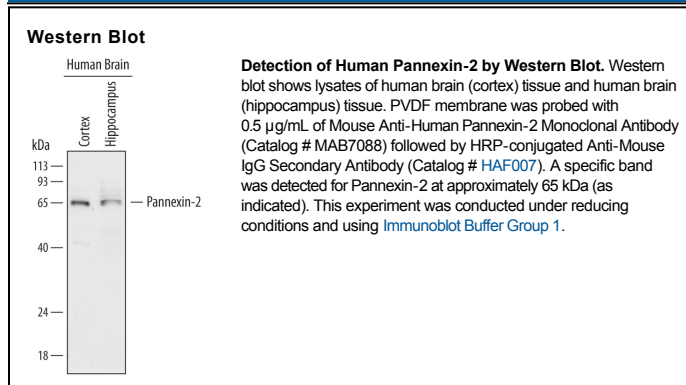 Western Blot
Human Brain
Cortex
Hippocampus
kDa
113
93
65
40
24
18
Pannexin-2
Detection of Human Pannexin-2 by Western Blot. Western
blot shows lysates of human brain (cortex) tissue and human brain
(hippocampus) tissue. PVDF membrane was probed with
0.5 µg/mL of Mouse Anti-Human Pannexin-2 Monoclonal Antibody
(Catalog # MAB7088) followed by HRP-conjugated Anti-Mouse
IgG Secondary Antibody (Catalog # HAF007). A specific band
was detected for Pannexin-2 at approximately 65 kDa (as
indicated). This experiment was conducted under reducing
conditions and using Immunoblot Buffer Group 1.